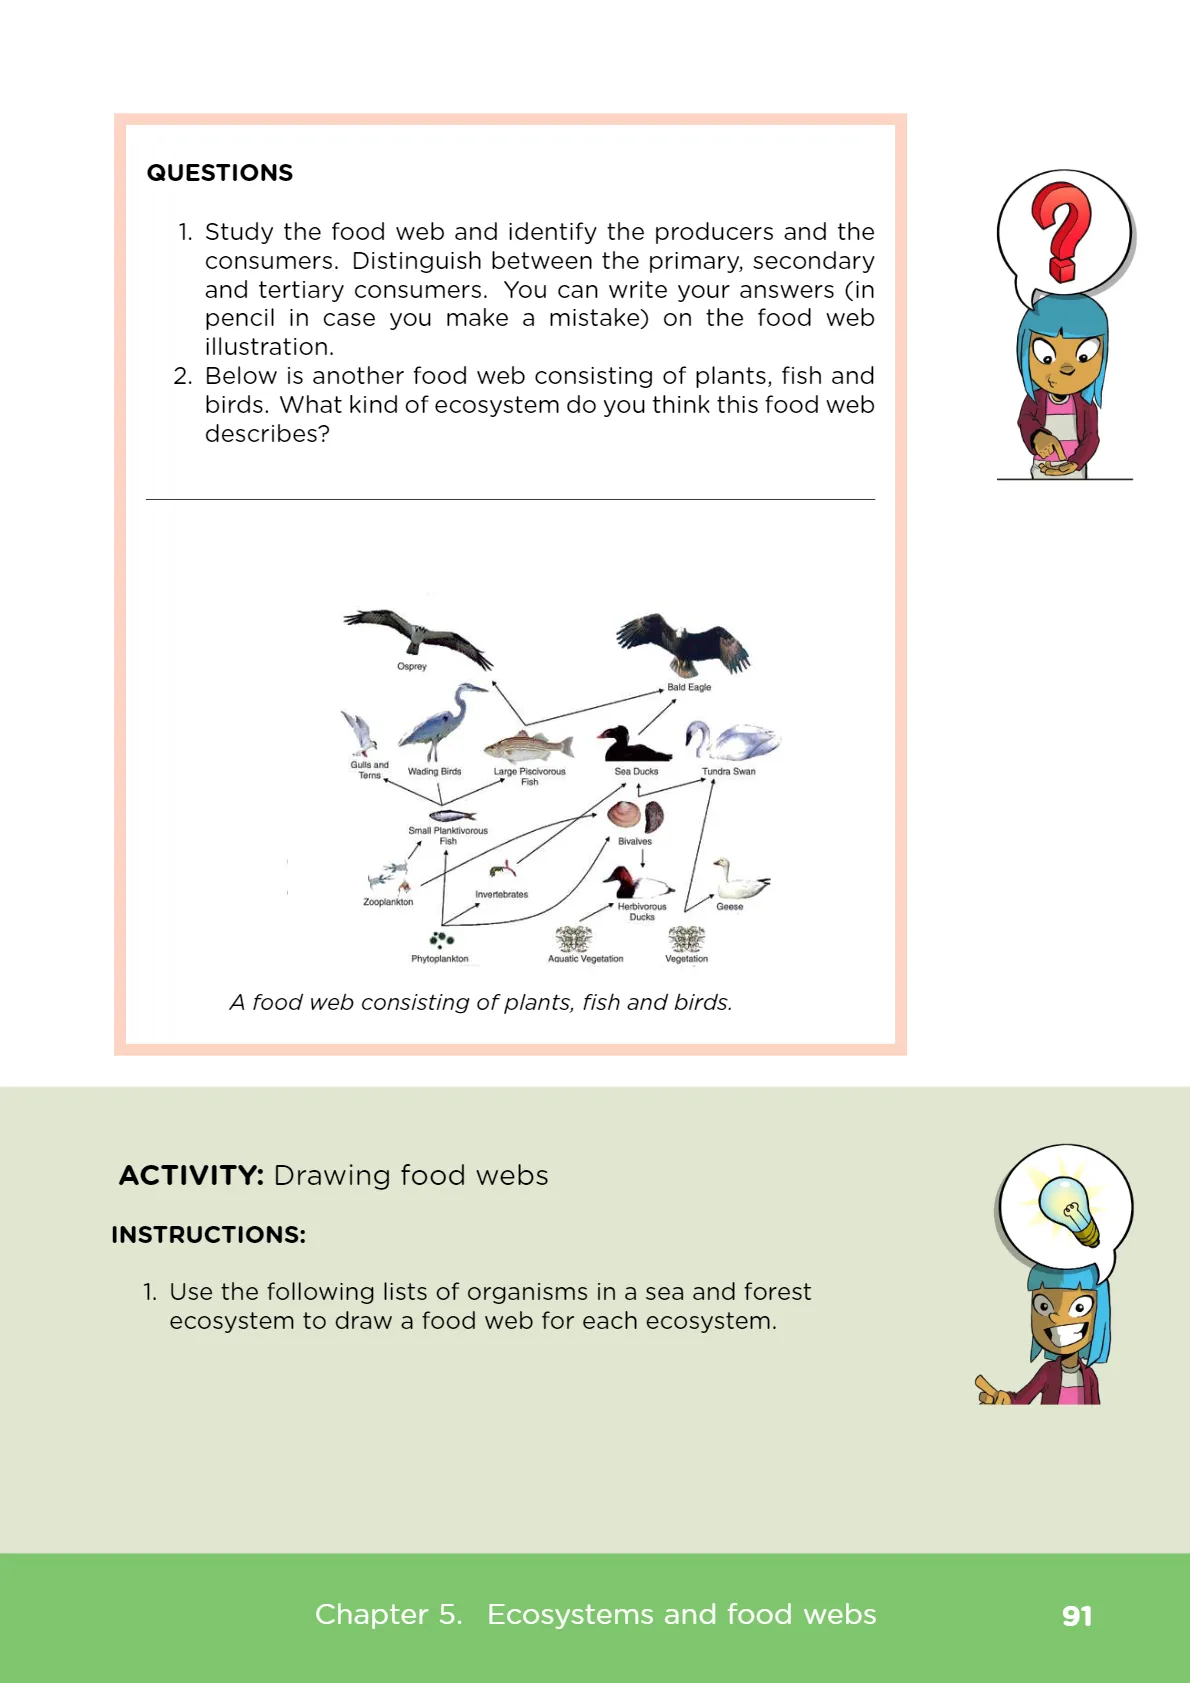 QUESTIONS
1. Study the food web and identify the producers and the
consumers. Distinguish between the primary, secondary
and tertiary consumers. You can write your answers (in
pencil in case you make a mistake) on the food web
illustration.
2. Below is another food web consisting of plants, fish and
birds. What kind of ecosystem do you think this food web
describes?
Osprey
Bald Eagle
Gulls and
Terns
Wading Birds
Large Piscivorous
Fish
Sea Ducks
Tundra Swan
Small Planktivorous
Fish
Bivalves
Zooplankton
Invertebrates
Herbivorous
Ducks
Geese
Phytoplankton
Aquatic Vegetation
Vegetation
A food web consisting of plants, fish and birds.
ACTIVITY: Drawing food webs
INSTRUCTIONS:
1. Use the following lists of organisms in a sea and forest
ecosystem to draw a food web for each ecosystem.
Chapter 5. Ecosystems and food webs 91